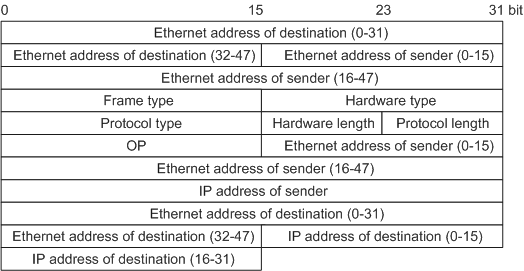 0 15 23 31 bit
Ethernet address of destination (0-31)
Ethernet address of destination (32-47) Ethernet address of sender (0-15)
Ethernet address of sender (16-47)
Frame type Hardware type
Protocol type Hardware length Protocol length
OP Ethernet address of sender (0-15)
Ethernet address of sender (16-47)
IP address of sender
Ethernet address of destination (0-31)
Ethernet address of destination (32-47) IP address of destination (0-15)
IP address of destination (16-31)